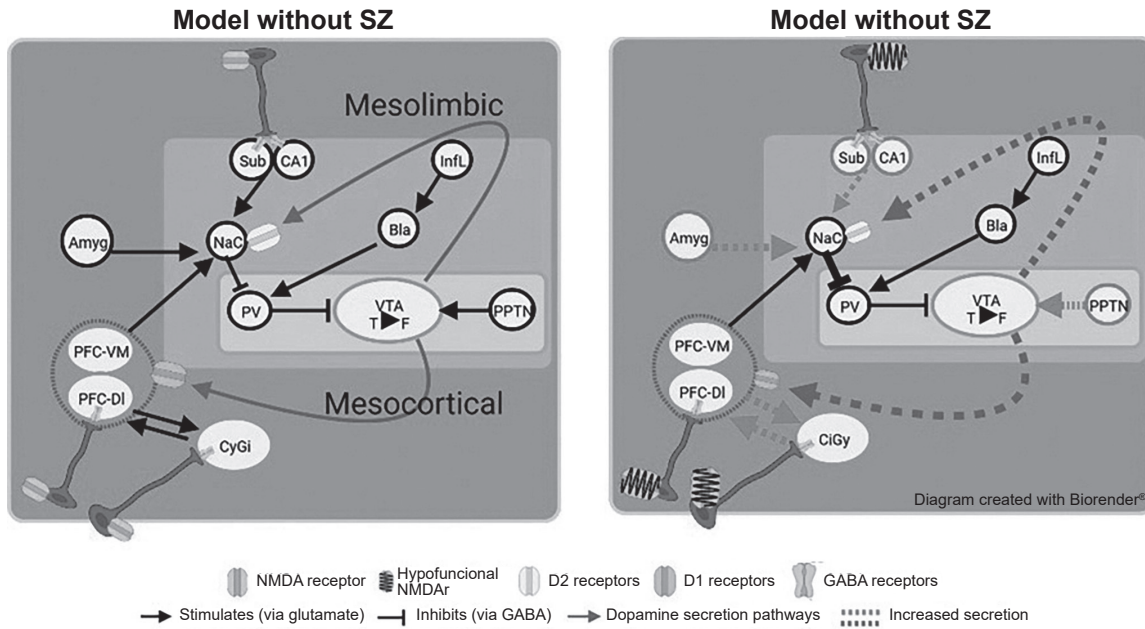 Model without SZ
Mesolimbic
Sub
CA1
InfL
Amyg
NaC
Bla
PV
VTA
T F
PPTN
PFC-VM
PFC-Dl
Mesocortical
CyGi
Model without SZ
Sub
CA1
InfL
Amyg
NaC
Bla
PV
VTA
T F
PPTN
PFC-VM
PFC-Dl
CiGy
Diagram created with Biorender®
NMDA receptor
Hypofuncional
NMDAr
D2 receptors
D1 receptors
GABA receptors
Stimulates (via glutamate)
Inhibits (via GABA)
Dopamine secretion pathways
Increased secretion